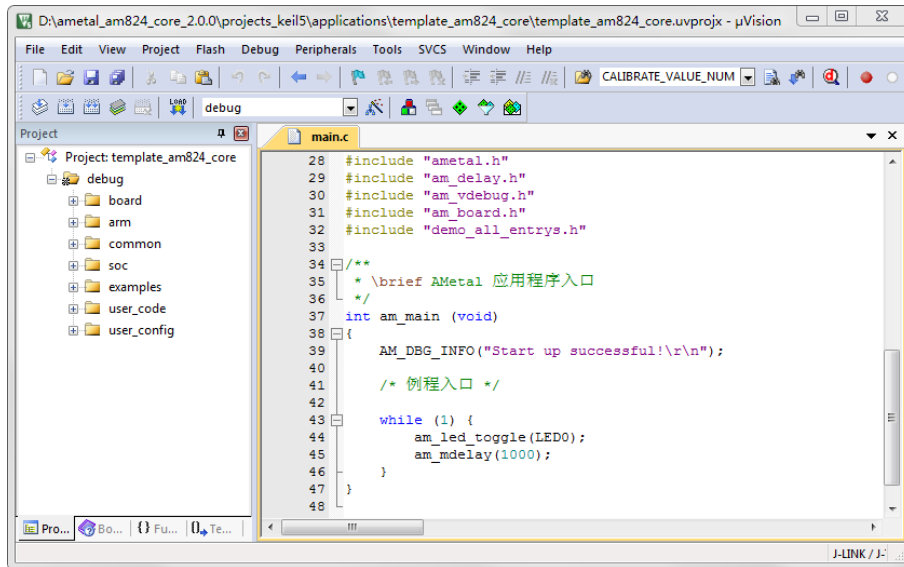 D:\ametal_am824_core_2.0.0\projects_keil5\applications\template_am824_core\template_am824_core.uvprojx - µVision
File Edit View Project Flash Debug Peripherals Tools SVCS Window Help
CALIBRATE_VALUE_NUM
LOAD debug
Project
main.c
Project: template_am824_core
debug
board
arm
common
soc
examples
user_code
user_config
28 #include "ametal.h"
29 #include "am_delay.h"
30 #include "am_vdebug.h"
31 #include "am_board.h"
32 #include "demo_all_entrys.h"
33
34 /**
35 * \brief AMetal 应用程序入口
36 */
37 int am_main (void)
38 {
39 AM_DBG_INFO("Start up successful!\r\n");
40
41 /* 例程入口 */
42
43 while (1) {
44 am_led_toggle(LED0);
45 am_mdelay(1000);
46 }
47 }
48
Pro... Bo... {} Fu... 0 Te...
J-LINK / J-